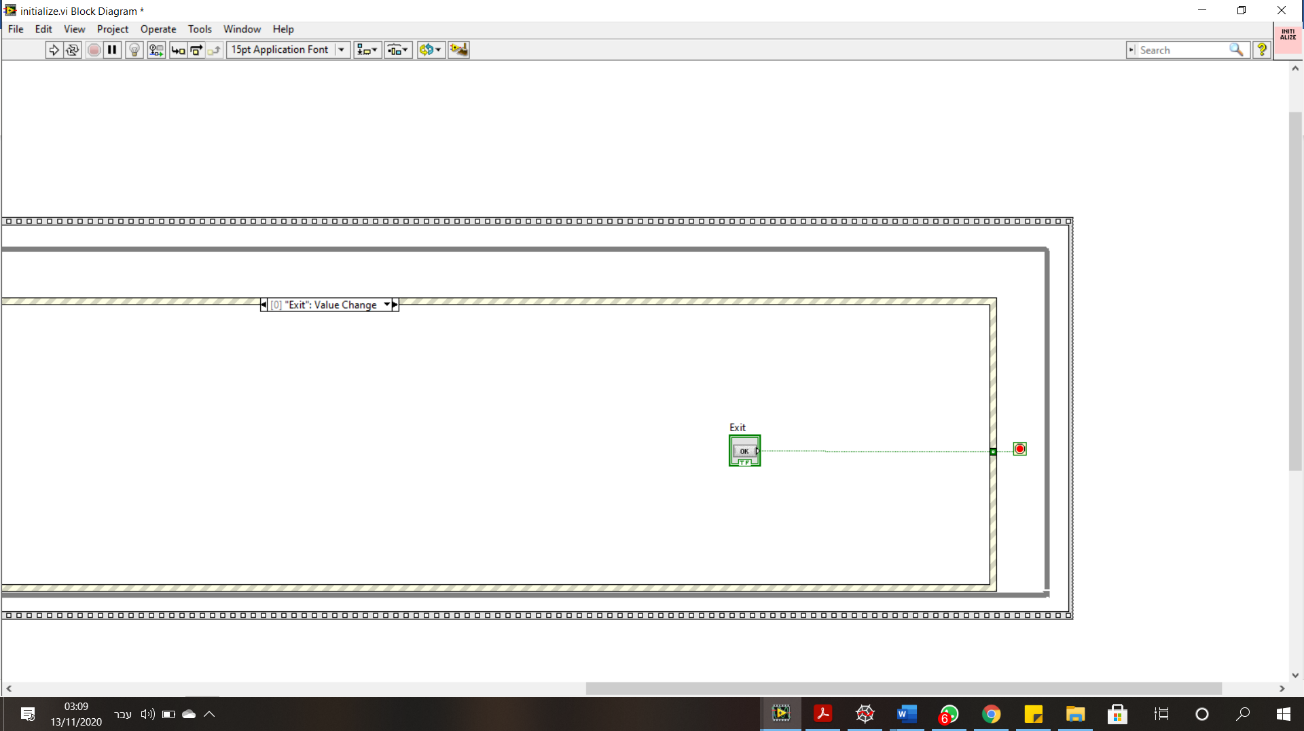 initialize.vi Block Diagram *
File Edit View Project Operate Tools Window Help
15pt Application Font
Search
?
INITI
ALIZE
[0] "Exit": Value Change
Exit
OK
TF
03:09
13/11/2020
עבר
6